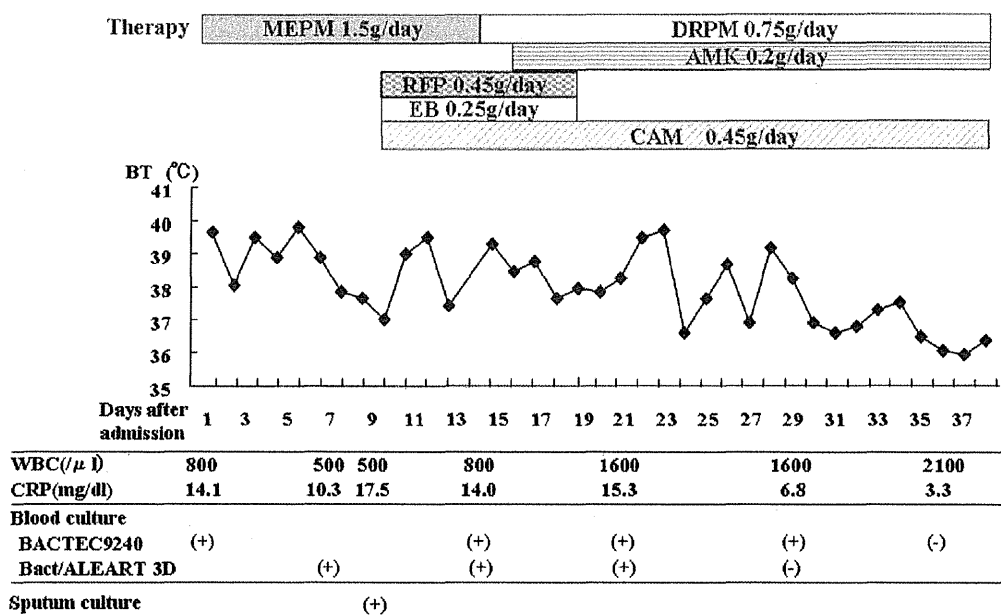 Therapy MEPM 1.5g/day DRPM 0.75g/day
AMK 0.2g/day
RFP 0.45g/day
EB 0.25g/day
CAM 0.45g/day
BT (℃)
41
40
39
38
37
36
35
Days after
admission
1 3 5 7 9 11 13 15 17 19 21 23 25 27 29 31 33 35 37
WBC(/μl) 800 500 500 800 1600 1600 2100
CRP(mg/dl) 14.1 10.3 17.5 14.0 15.3 6.8 3.3
Blood culture
BACTEC9240 (+) (+) (+) (+) (-)
Bact/ALEART 3D (+) (+) (+) (-)
Sputum culture (+)